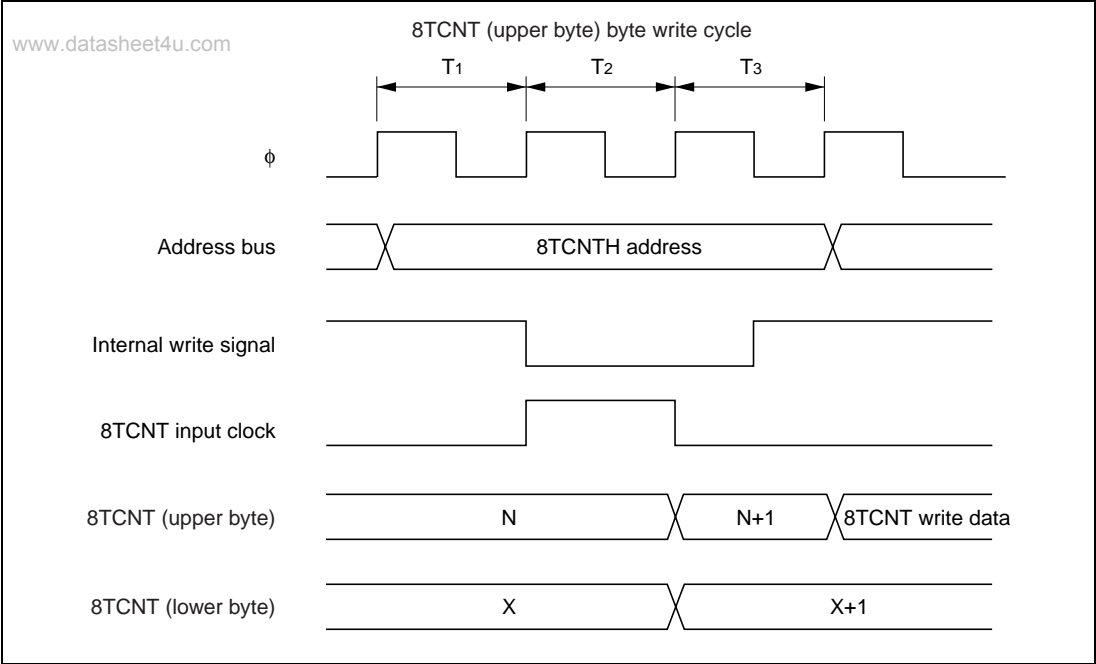 www.datasheet4u.com
8TCNT (upper byte) byte write cycle
T1 T2 T3
ϕ
Address bus 8TCNTH address
Internal write signal
8TCNT input clock
8TCNT (upper byte) N N+1 8TCNT write data
8TCNT (lower byte) X X+1